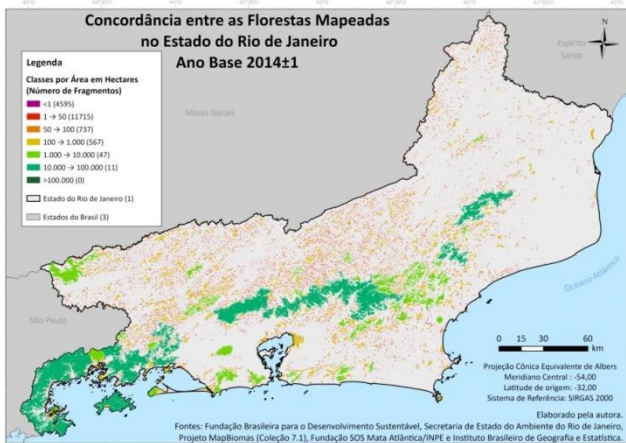 Concordância entre as Florestas Mapeadas
no Estado do Rio de Janeiro
Ano Base 2014±1
N
Espírito
Santo
Legenda
Classes por Área em Hectares
(Número de Fragmentos)
<1 (4595)
1 → 50 (11715)
50 → 100 (737)
100 → 1.000 (567)
1.000 → 10.000 (47)
10.000 → 100.000 (11)
>100.000 (0)
Estado do Rio de Janeiro (1)
Estados do Brasil (3)
Minas Gerais
São Paulo
Oceano Atlântico
0 15 30 60
km
Projeção Cônica Equivalente de Albers
Meridiano Central : -54,00
Latitude de origem: -32,00
Sistema de Referência: SIRGAS 2000
Elaborado pela autora.
Fontes: Fundação Brasileira para o Desenvolvimento Sustentável, Secretaria de Estado do Ambiente do Rio de Janeiro,
Projeto MapBiomas (Coleção 7.1), Fundação SOS Mata Atlântica/INPE e Instituto Brasileiro de Geografia e Estatística.